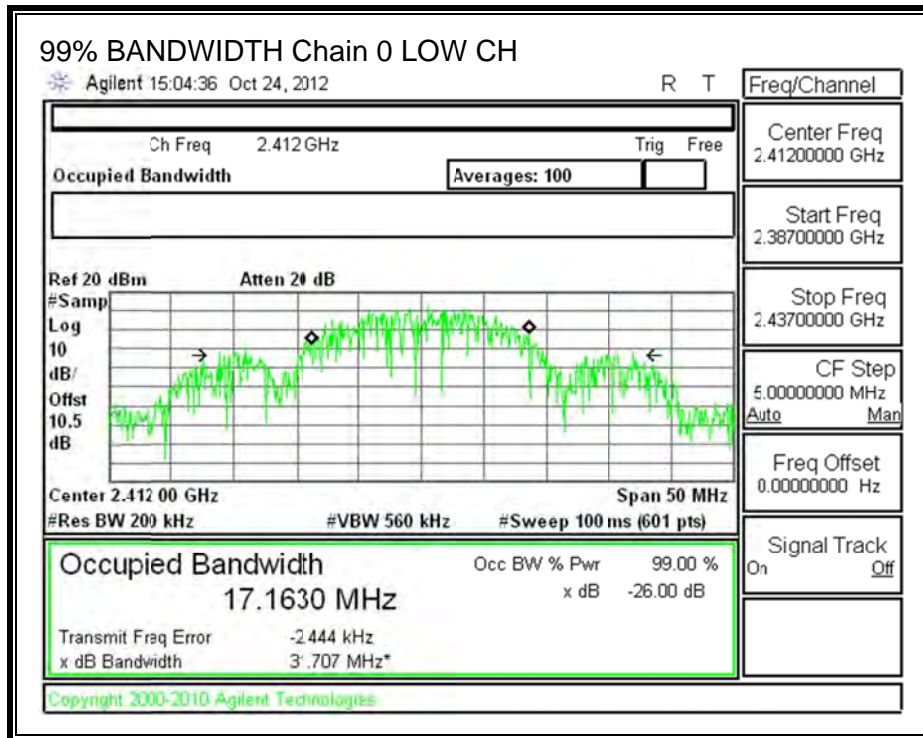 99% BANDWIDTH Chain 0 LOW CH
Agilent 15:04:36 Oct 24, 2012 R T
Freq/Channel
Ch Freq 2.412 GHz Trig Free
Occupied Bandwidth Averages: 100
Center Freq
2.41200000 GHz
Start Freq
2.38700000 GHz
Stop Freq
2.43700000 GHz
CF Step
5.00000000 MHz
Auto Man
Freq Offset
0.00000000 Hz
Signal Track
On Off
Ref 20 dBm Atten 20 dB
#Samp
Log
10
dB/
Offst
10.5
dB
Center 2.412 00 GHz Span 50 MHz
#Res BW 200 kHz #VBW 560 kHz #Sweep 100 ms (601 pts)
Occupied Bandwidth
17.1630 MHz
Occ BW % Pwr 99.00 %
x dB -26.00 dB
Transmit Freq Error -2.444 kHz
x dB Bandwidth MHz*
Copyright 2000-2010 Agilent Technologies